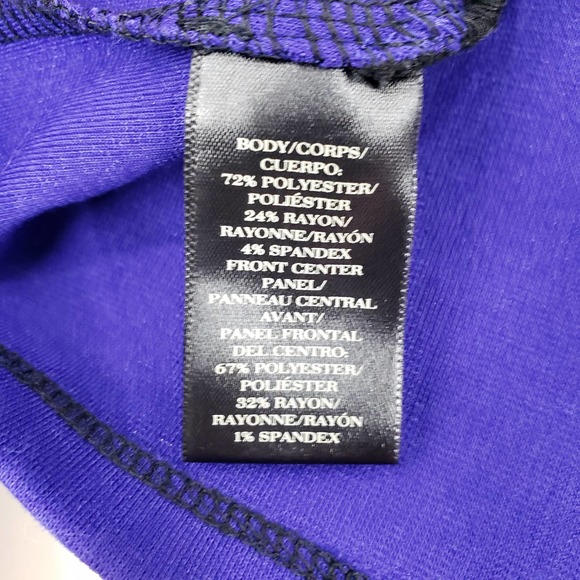 BODY/CORPS/
CUERPO:
72% POLYESTER/
POLIÉSTER
24% RAYON/
RAYONNE/RAYÓN
4% SPANDEX
FRONT CENTER
PANEL/
PANNEAU CENTRAL
AVANT/
PANEL FRONTAL
DEL CENTRO:
67% POLYESTER/
POLIÉSTER
32% RAYON/
RAYONNE/RAYÓN
1% SPANDEX